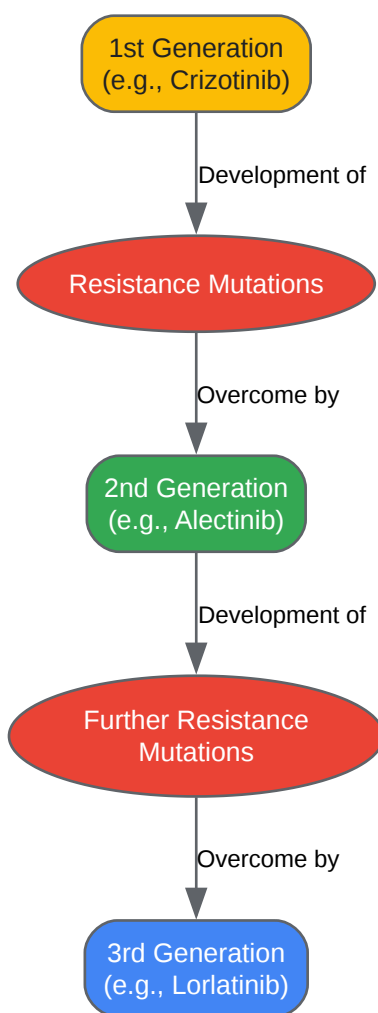 1st Generation
(e.g., Crizotinib)
Development of
Resistance Mutations
Overcome by
2nd Generation
(e.g., Alectinib)
Development of
Further Resistance
Mutations
Overcome by
3rd Generation
(e.g., Lorlatinib)